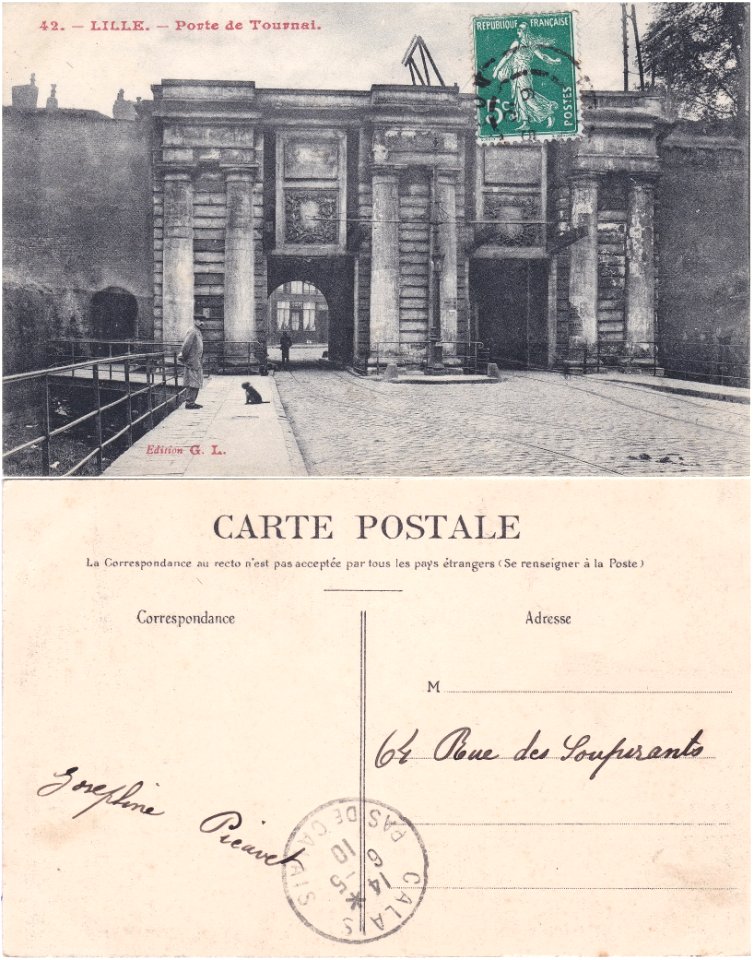 42. — LILLE. — Porte de Tournai.
RÉPUBLIQUE FRANÇAISE
5c
POSTES
Edition G. L.
CARTE POSTALE
La Correspondance au recto n'est pas acceptée par tous les pays étrangers (Se renseigner à la Poste)
Correspondance
Adresse
M
64 Rue des Soupirants
Josephine
Picavet
CALAIS
PAS DE CALAIS
14
6
10